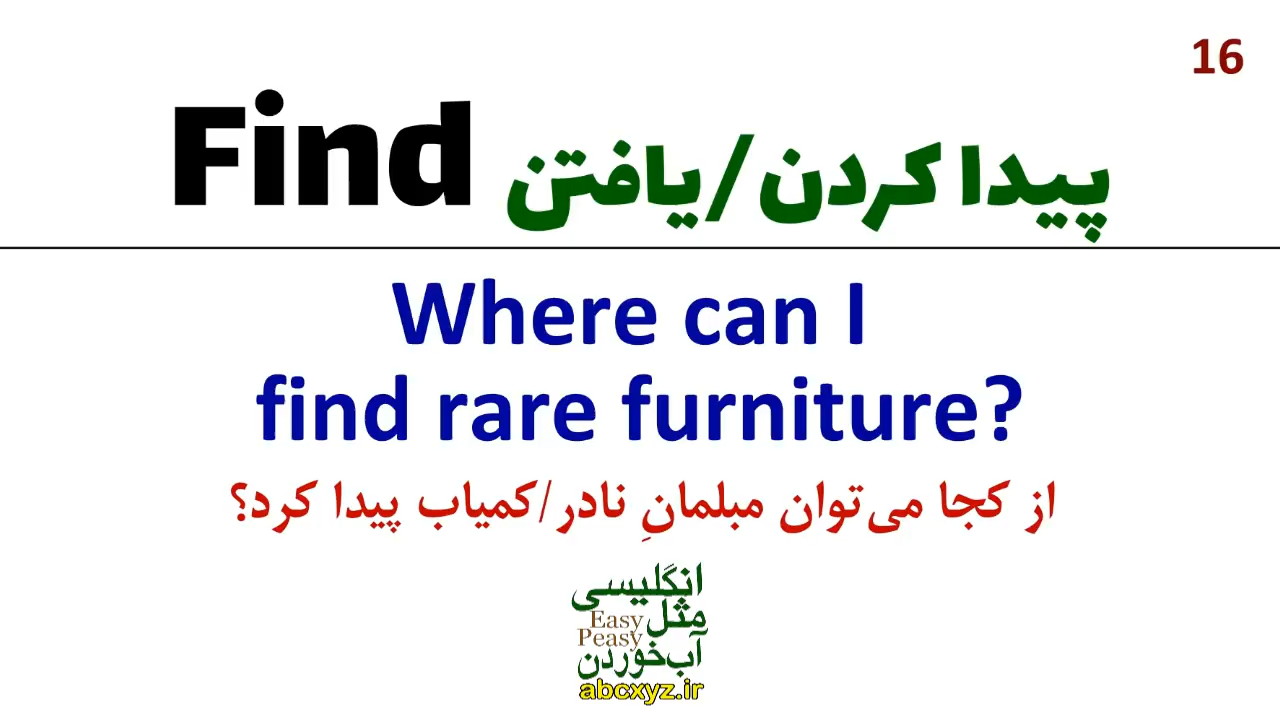 16
Find پیدا کردن/یافتن
Where can I
find rare furniture?
از کجا می‌توان مبلمانِ نادر/کمیاب پیدا کرد؟
انگلیسی
مثل Easy
Peasy
آب‌خوردن
abcxyz.ir